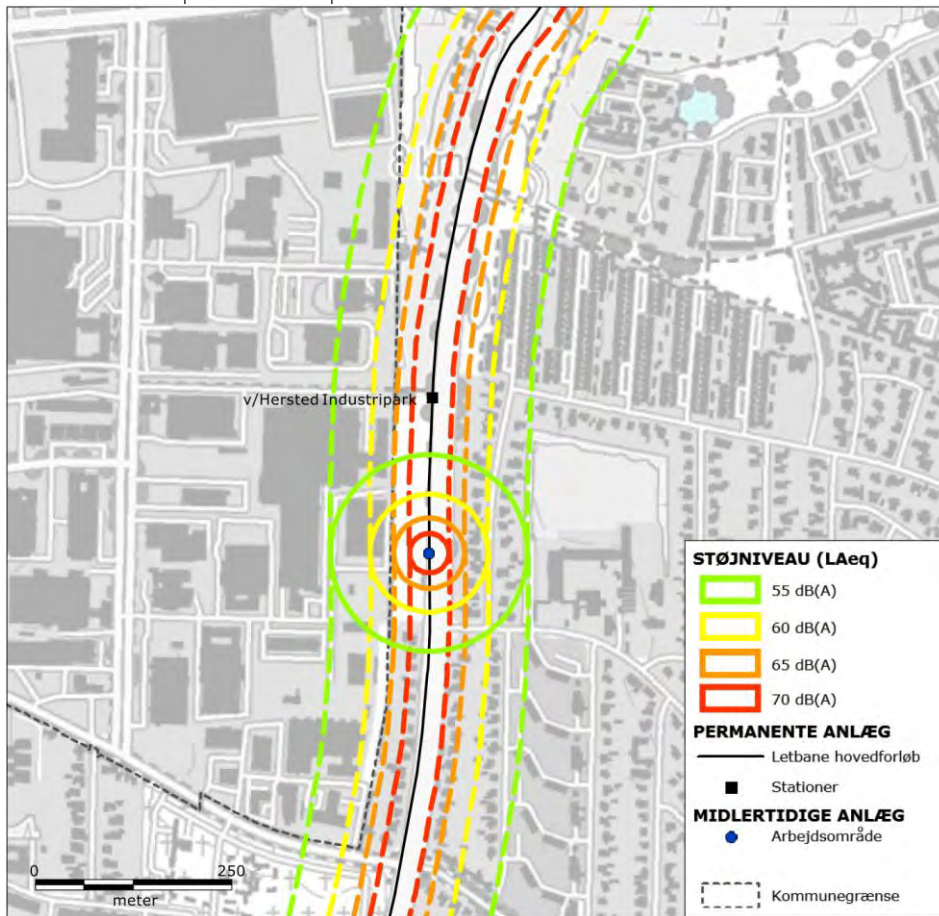 v/Hersted Industripark
STØJNIVEAU (LAeq)
55 dB(A)
60 dB(A)
65 dB(A)
70 dB(A)
PERMANENTE ANLÆG
Letbane hovedforløb
Stationer
MIDLERTIDIGE ANLÆG
Arbejdsområde
Kommunegrænse
0 250
meter